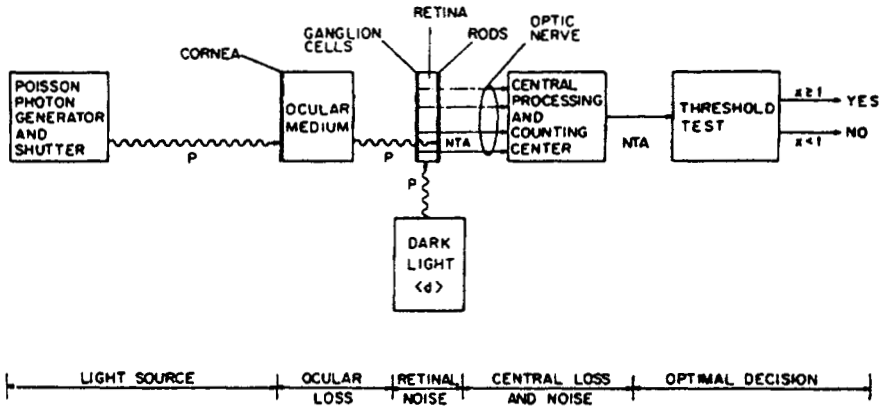 RETINA
GANGLION
CELLS
RODS
OPTIC
NERVE
CORNEA
POISSON
PHOTON
GENERATOR
AND
SHUTTER
P
OCULAR
MEDIUM
P
NTA
CENTRAL
PROCESSING
AND
COUNTING
CENTER
NTA
THRESHOLD
TEST
x≥t
YES
x<t
NO
P
DARK
LIGHT
<d>
LIGHT SOURCE
OCULAR
LOSS
RETINAL
NOISE
CENTRAL LOSS
AND NOISE
OPTIMAL DECISION